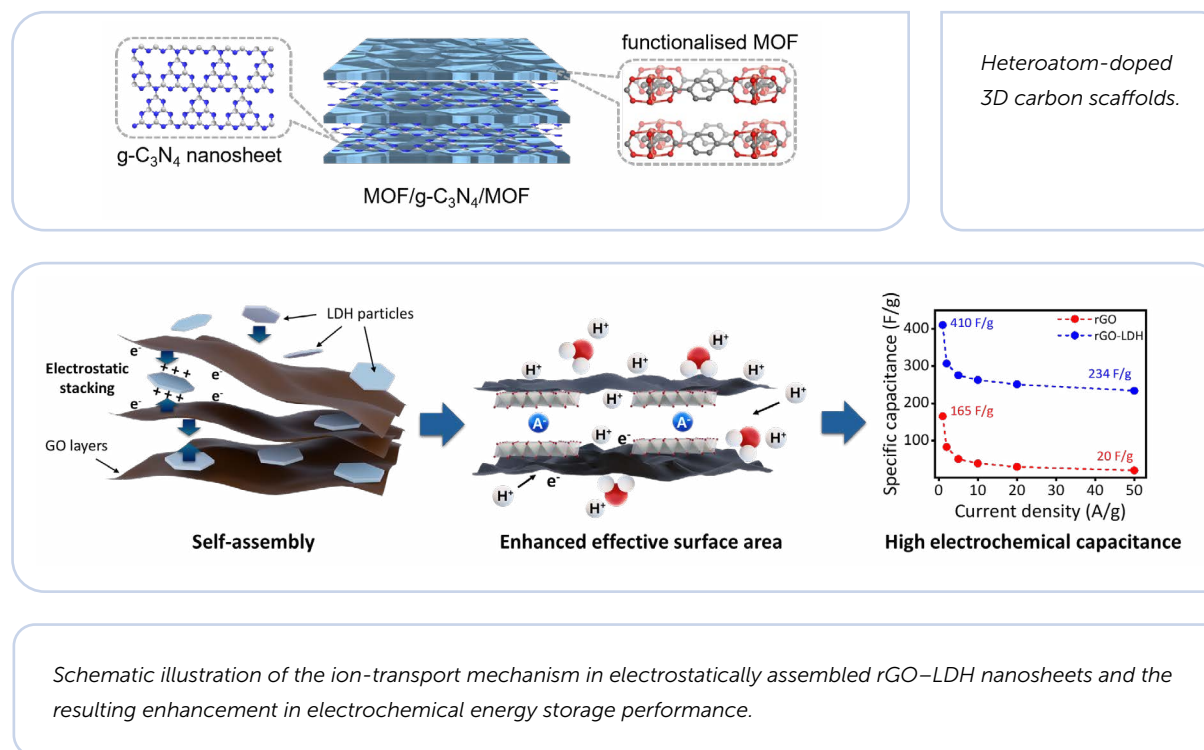 functionalised MOF
g-C₃N₄ nanosheet
MOF/g-C₃N₄/MOF
Heteroatom-doped
3D carbon scaffolds.
LDH particles
e⁻
Electrostatic
stacking
+++
e⁻
+++
e⁻
e⁻
GO layers
Self-assembly
H⁺
H⁺
H⁺
H⁺
H⁺
H⁺
H⁺
A⁻
A⁻
H⁺
e⁻
H⁺
H⁺
e⁻
H⁺
Enhanced effective surface area
Specific capacitance (F/g)
400
300
200
100
410 F/g
rGO
rGO-LDH
234 F/g
165 F/g
20 F/g
0 10 20 30 40 50
Current density (A/g)
High electrochemical capacitance
Schematic illustration of the ion-transport mechanism in electrostatically assembled rGO–LDH nanosheets and the
resulting enhancement in electrochemical energy storage performance.